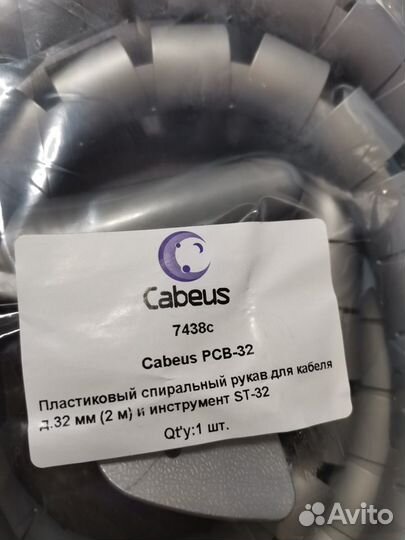 Cabeus
7438c
Cabeus PCB-32
Пластиковый спиральный рукав для кабеля
д.32 мм (2 м) и инструмент ST-32
Qt'y:1 шт.
Avito